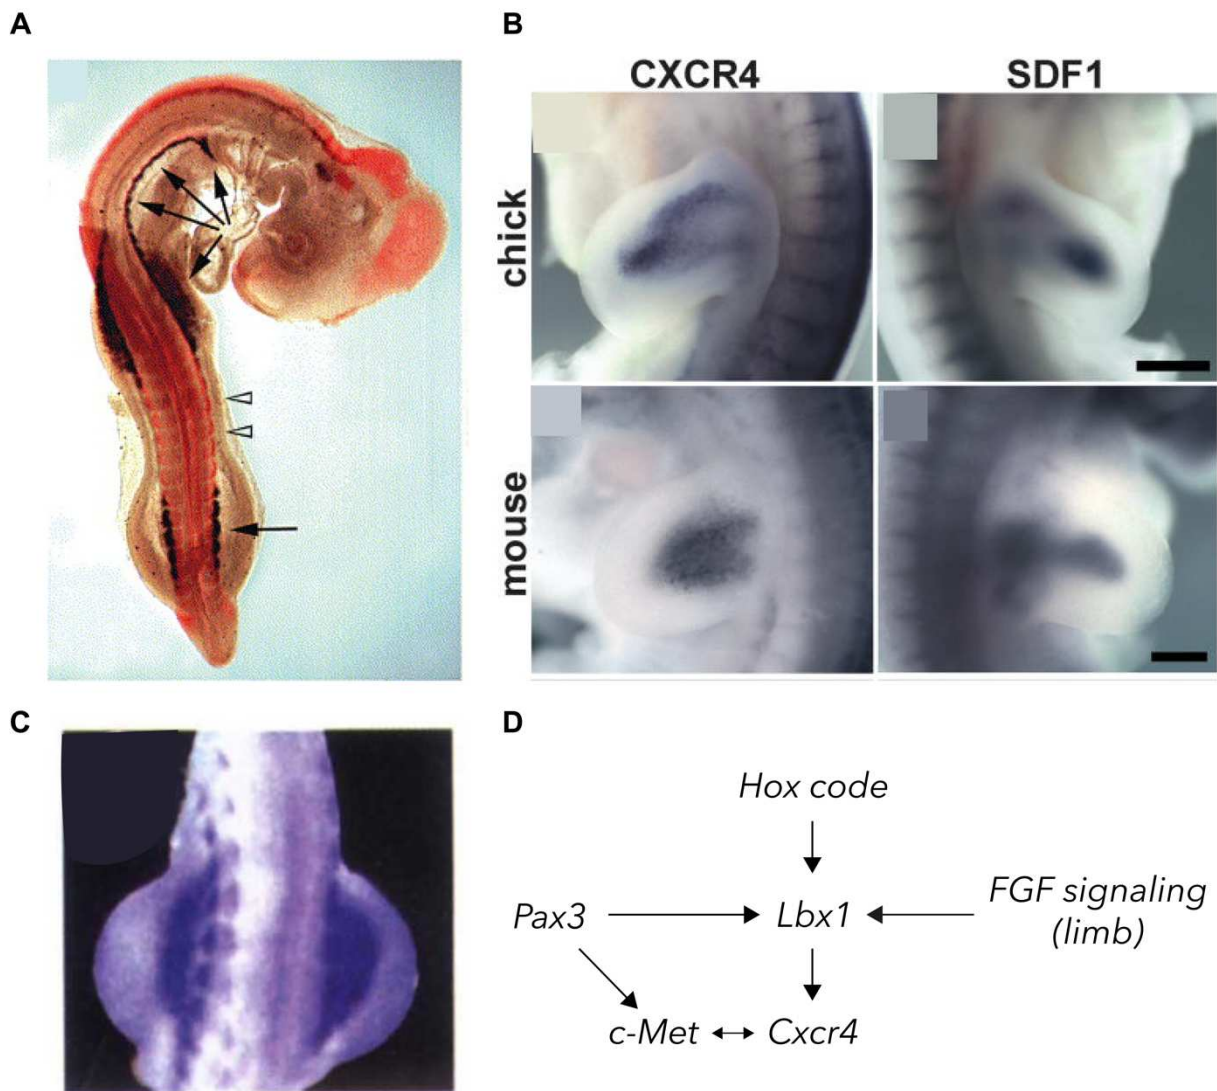 A
B
CXCR4
SDF1
chick
mouse
C
D
Hox code
Pax3
Lbx1
FGF signaling
(limb)
c-Met
Cxcr4